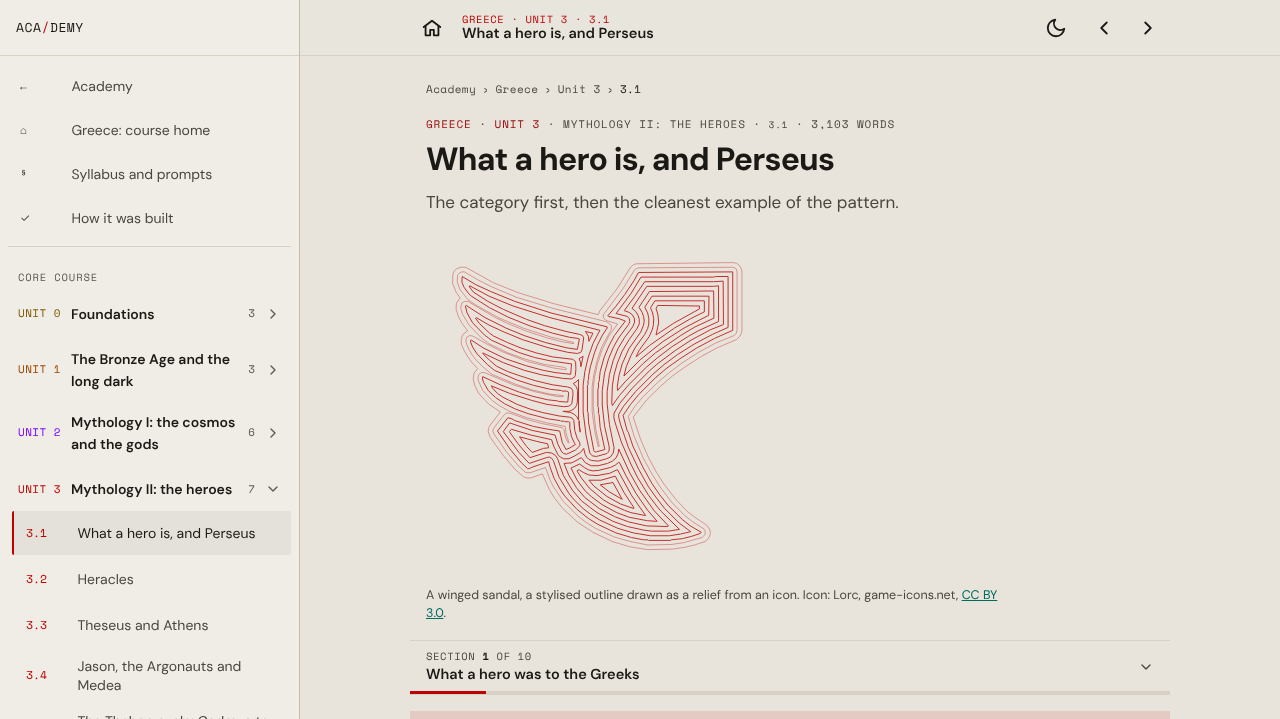 ACA/DEMY
← Academy
⌂ Greece: course home
§ Syllabus and prompts
✓ How it was built
CORE COURSE
UNIT 0 Foundations 3
UNIT 1 The Bronze Age and the
long dark 3
UNIT 2 Mythology I: the cosmos
and the gods 6
UNIT 3 Mythology II: the heroes 7
3.1 What a hero is, and Perseus
3.2 Heracles
3.3 Theseus and Athens
3.4 Jason, the Argonauts and
Medea
GREECE · UNIT 3 · 3.1
What a hero is, and Perseus
Academy › Greece › Unit 3 › 3.1
GREECE · UNIT 3 · MYTHOLOGY II: THE HEROES · 3.1 · 3,103 WORDS
What a hero is, and Perseus
The category first, then the cleanest example of the pattern.
A winged sandal, a stylised outline drawn as a relief from an icon. Icon: Lorc, game-icons.net, CC BY
3.0.
SECTION 1 OF 10
What a hero was to the Greeks